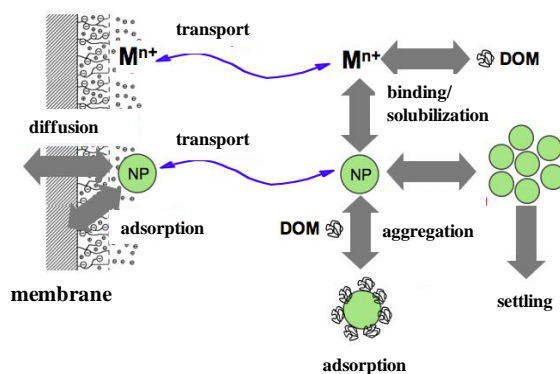 transport
Mⁿ⁺
Mⁿ⁺
DOM
binding/
solubilization
diffusion
transport
NP
NP
DOM
adsorption
aggregation
membrane
settling
adsorption